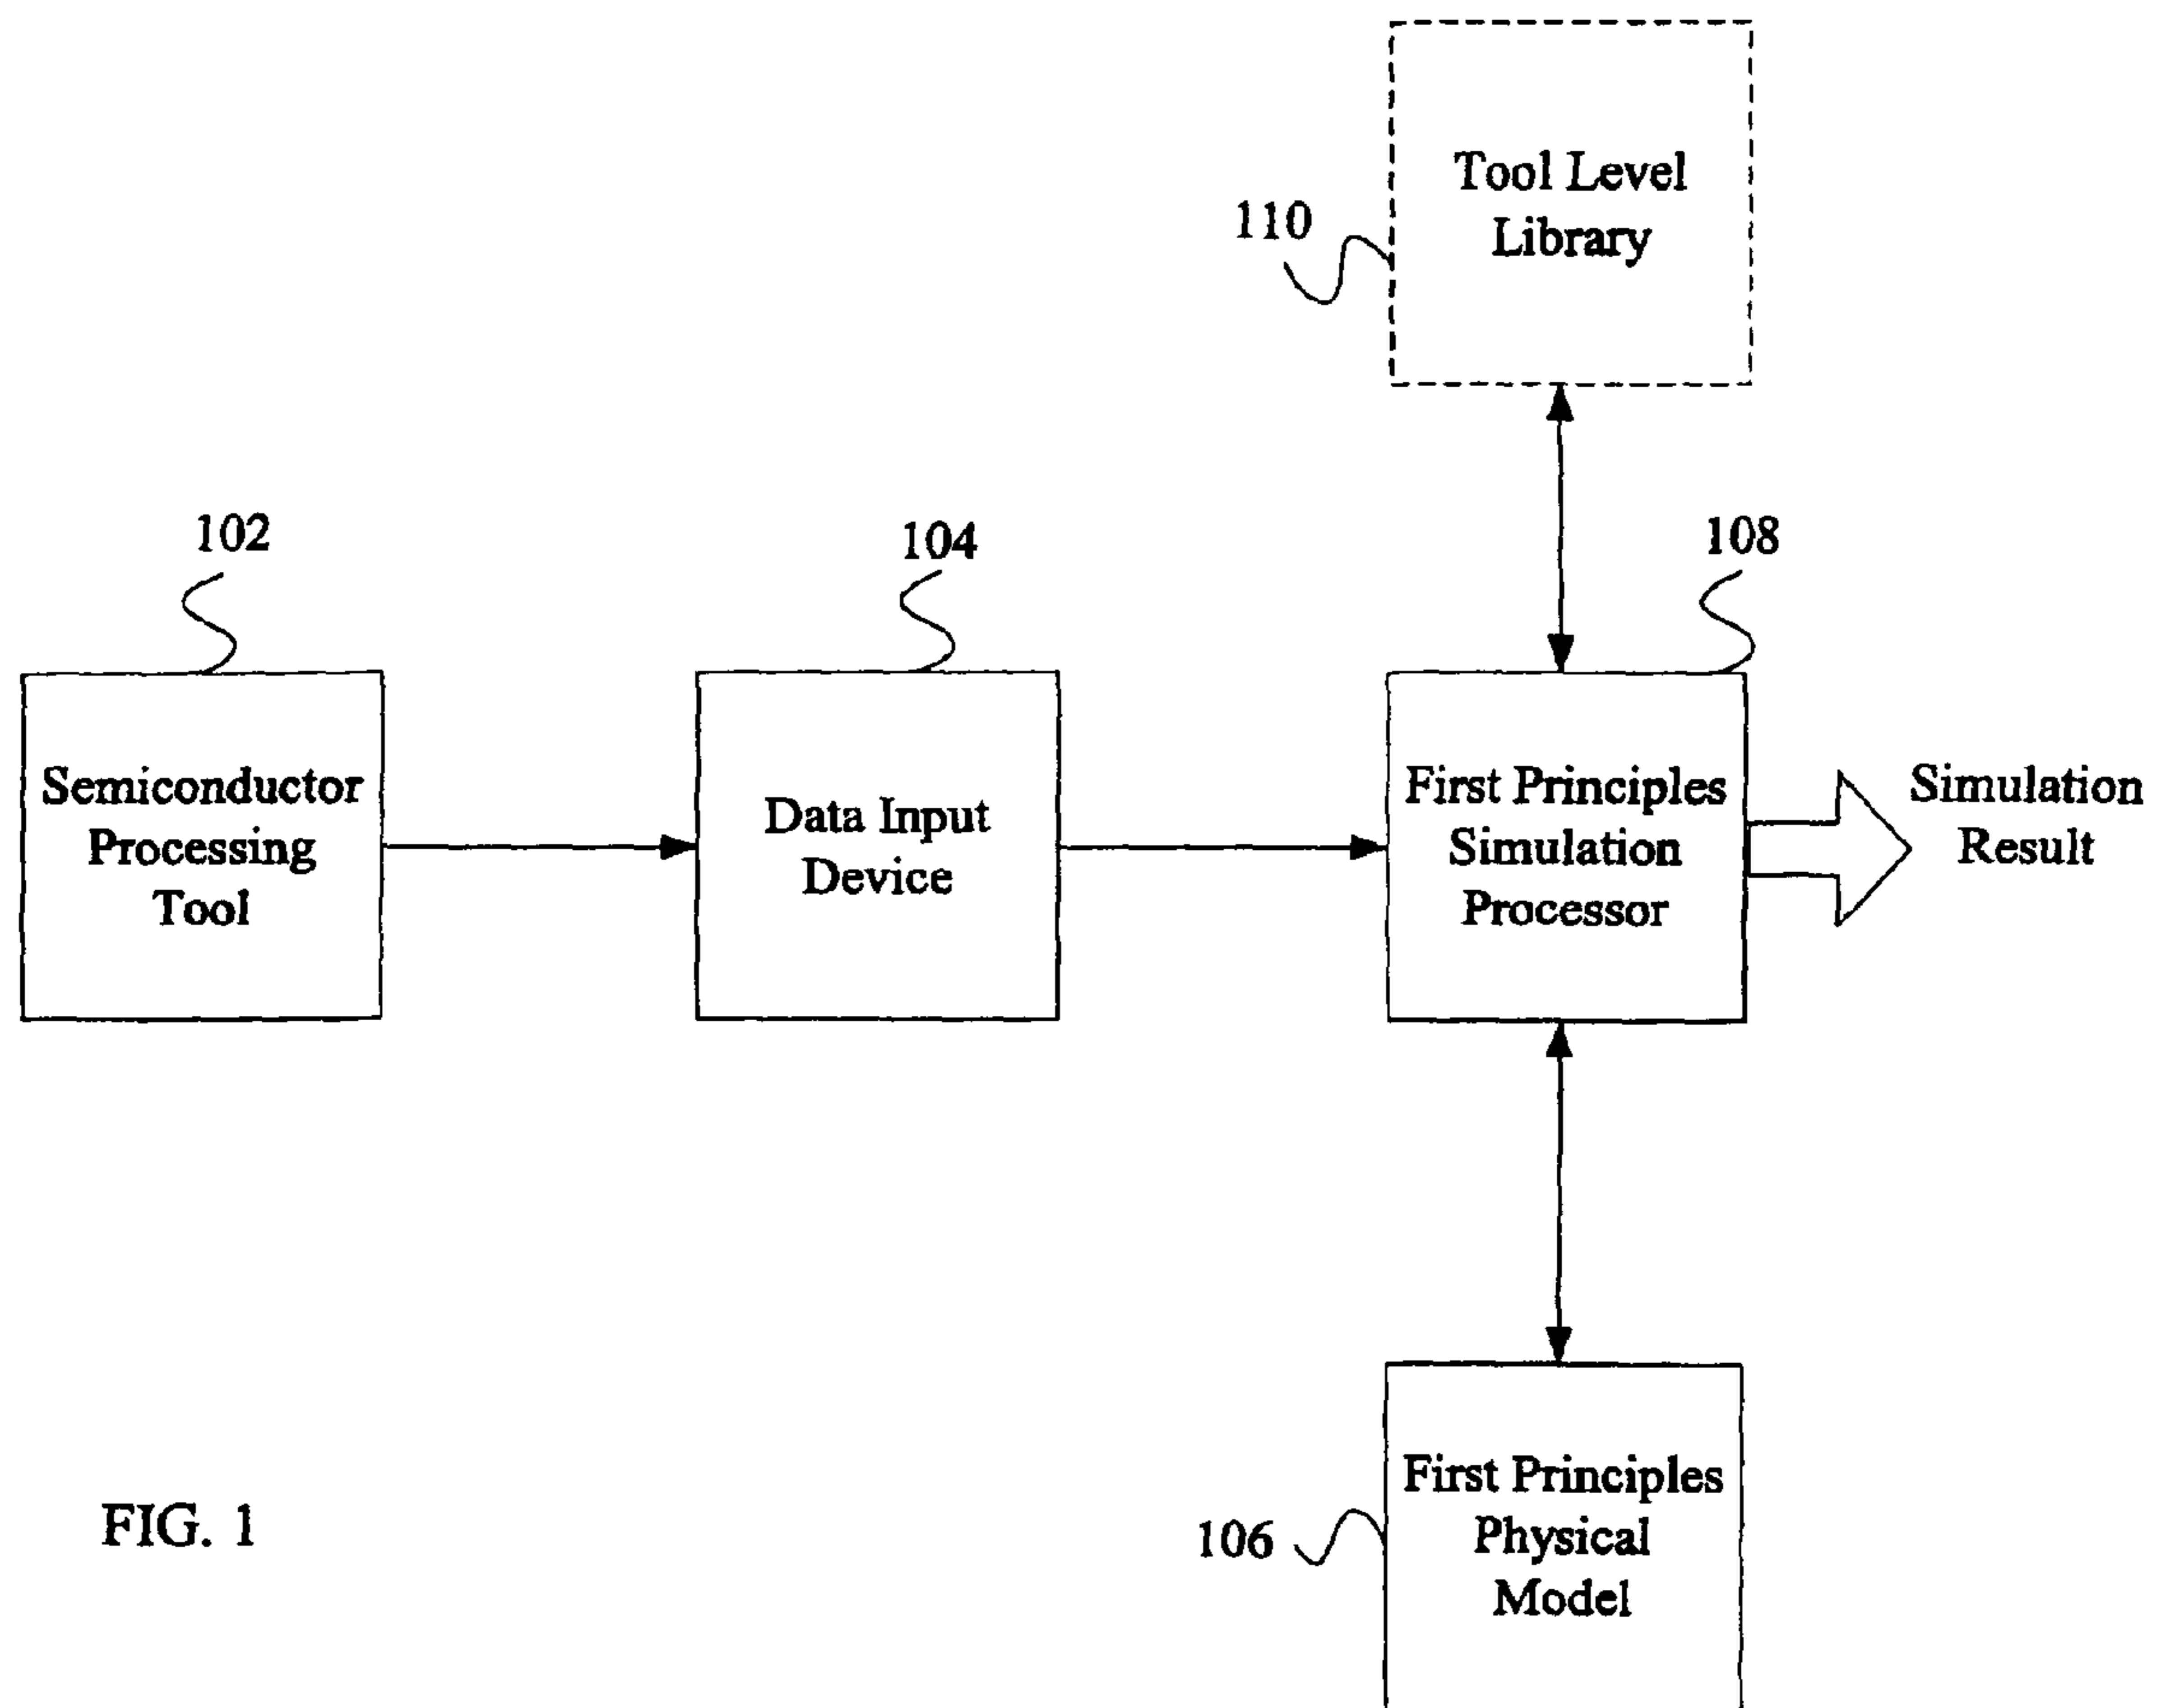 Tool Level
Library
110
102
104
108
Semiconductor
Processing
Tool
Data Input
Device
First Principles
Simulation
Processor
Simulation
Result
First Principles
Physical
Model
106
FIG. 1